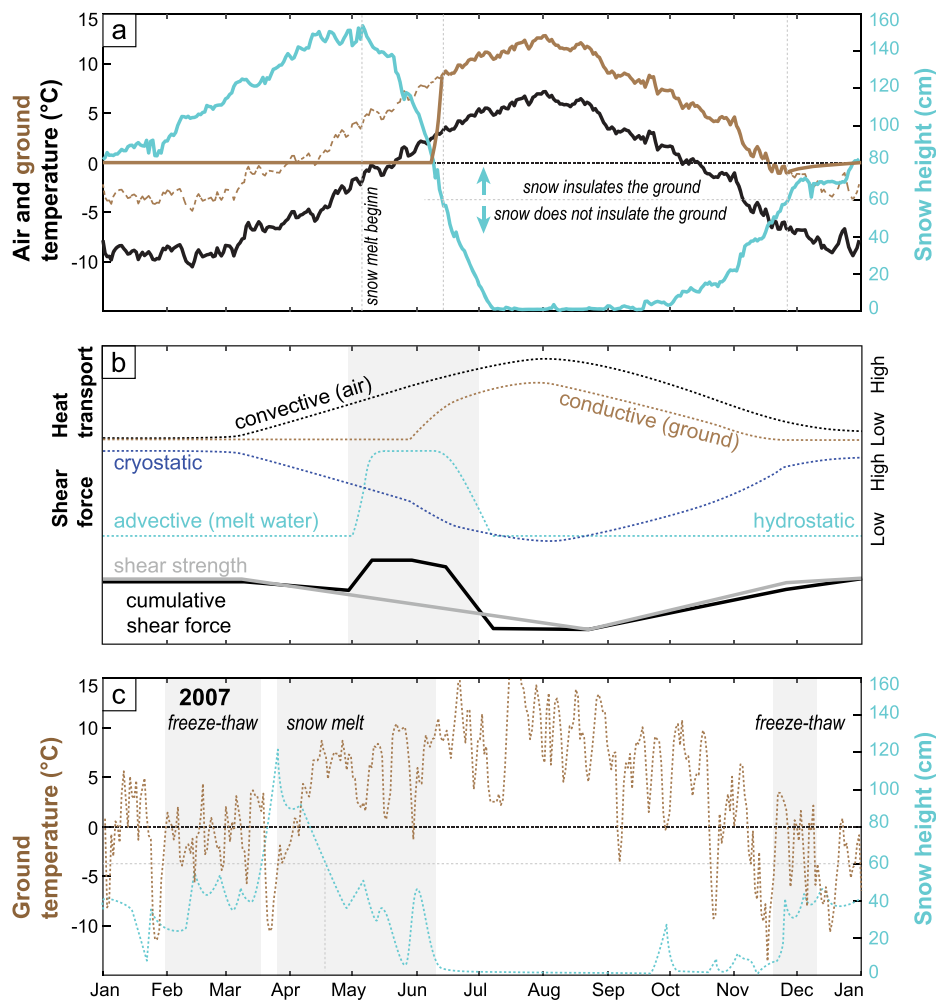 a
Air and ground
temperature (°C)
15
10
5
0
-5
-10
160
140
120
100
80
60
40
20
0
Snow height (cm)
snow melt beginn
snow insulates the ground
snow does not insulate the ground
b
Heat
transport
Shear
force
convective (air)
conductive (ground)
High
Low
cryostatic
High
Low
advective (melt water)
hydrostatic
shear strength
cumulative
shear force
c
2007
freeze-thaw
snow melt
freeze-thaw
Ground
temperature (°C)
15
10
5
0
-5
-10
160
140
120
100
80
60
40
20
0
Snow height (cm)
Jan Feb Mar Apr May Jun Jul Aug Sep Oct Nov Dec Jan